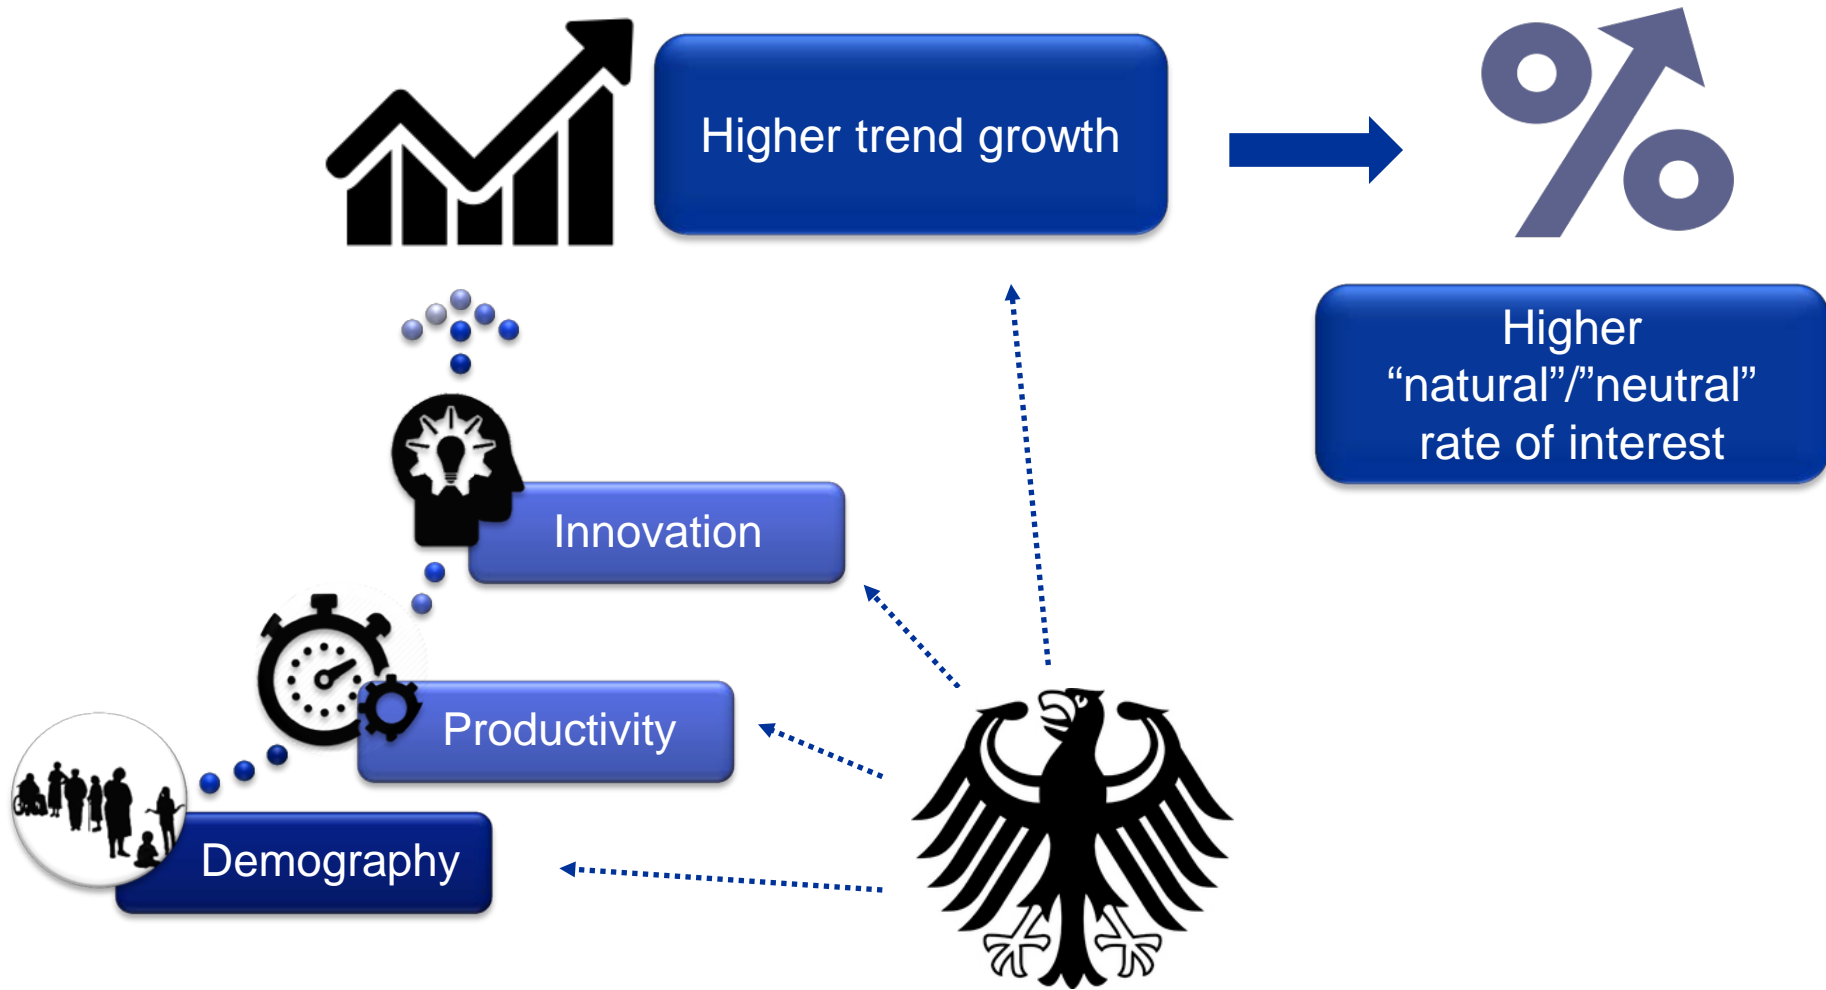 Higher trend growth
Higher
“natural”/”neutral”
rate of interest
Innovation
Productivity
Demography